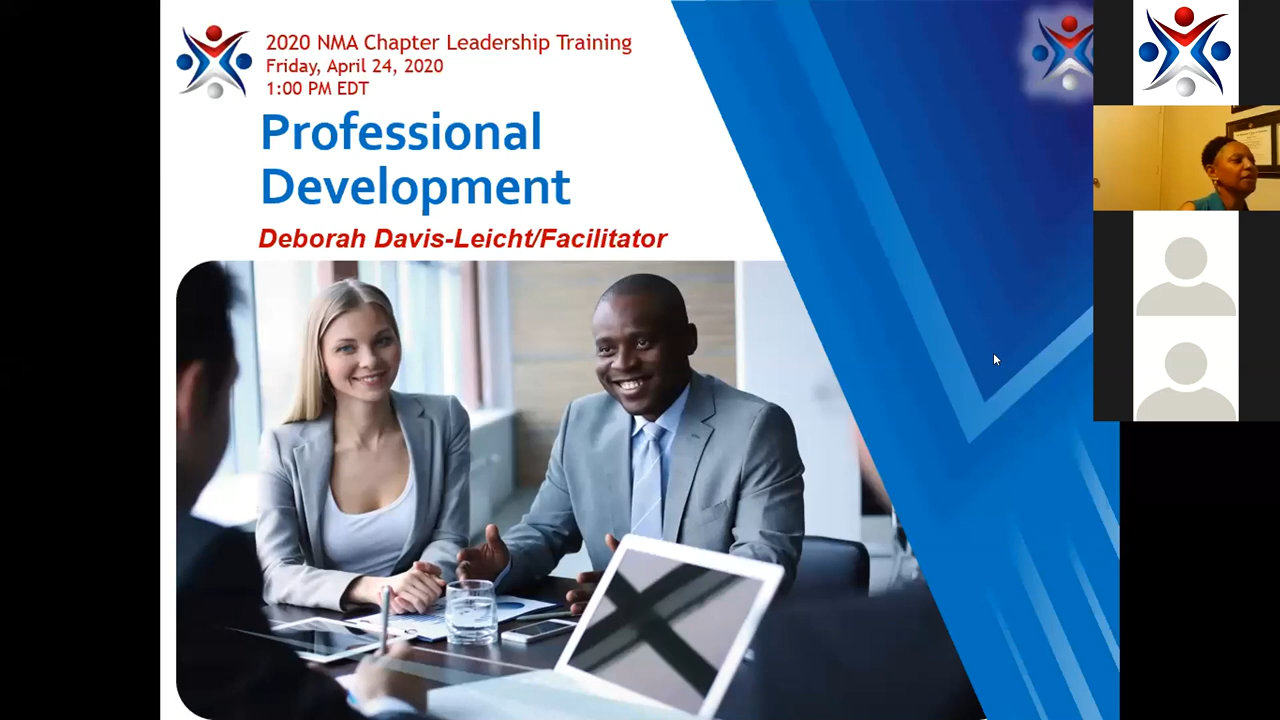 2020 NMA Chapter Leadership Training
Friday, April 24, 2020
1:00 PM EDT
Professional
Development
Deborah Davis-Leicht/Facilitator